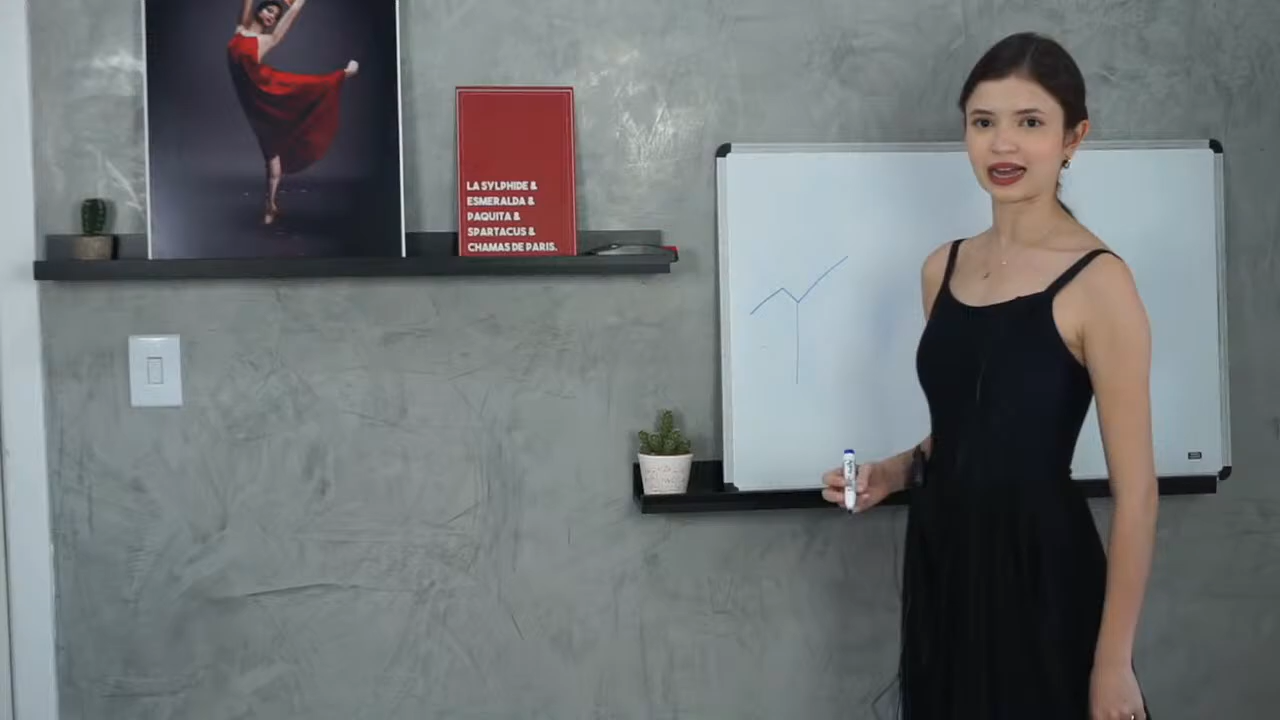 LA SYLPHIDE &
ESMERALDA &
PAQUITA &
SPARTACUS &
CHAMAS DE PARIS.